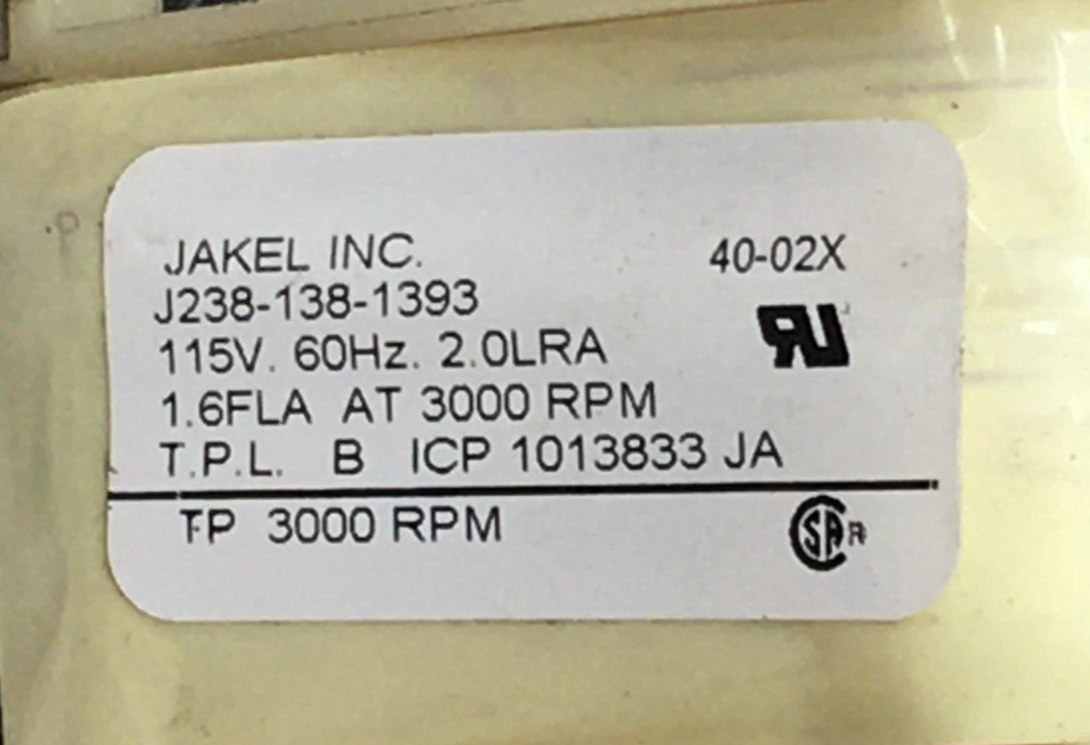 JAKEL INC. 40-02X
J238-138-1393
115V. 60Hz. 2.0LRA
1.6FLA AT 3000 RPM
T.P.L. B ICP 1013833 JA
TP 3000 RPM